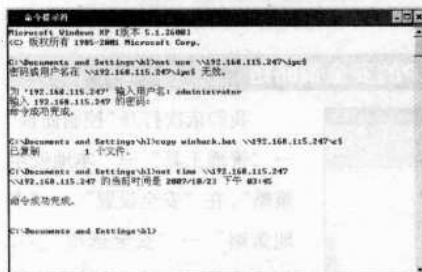 命令提示符
Microsoft Windows XP [版本 5.1.2600]
(C) 版权所有 1985-2001 Microsoft Corp.
C:\Documents and Settings\hl>net use \\192.168.115.247\ipc$
密码或用户名在 \\192.168.115.247\ipc$ 无效。
为 '192.168.115.247' 输入用户名: administrator
输入 192.168.115.247 的密码:
命令成功完成。
C:\Documents and Settings\hl>copy winback.bat \\192.168.115.247\c$
已复制 1 个文件。
C:\Documents and Settings\hl>net time \\192.168.115.247
\\192.168.115.247 的当前时间是 2007/10/23 下午 03:45
命令成功完成。
C:\Documents and Settings\hl>